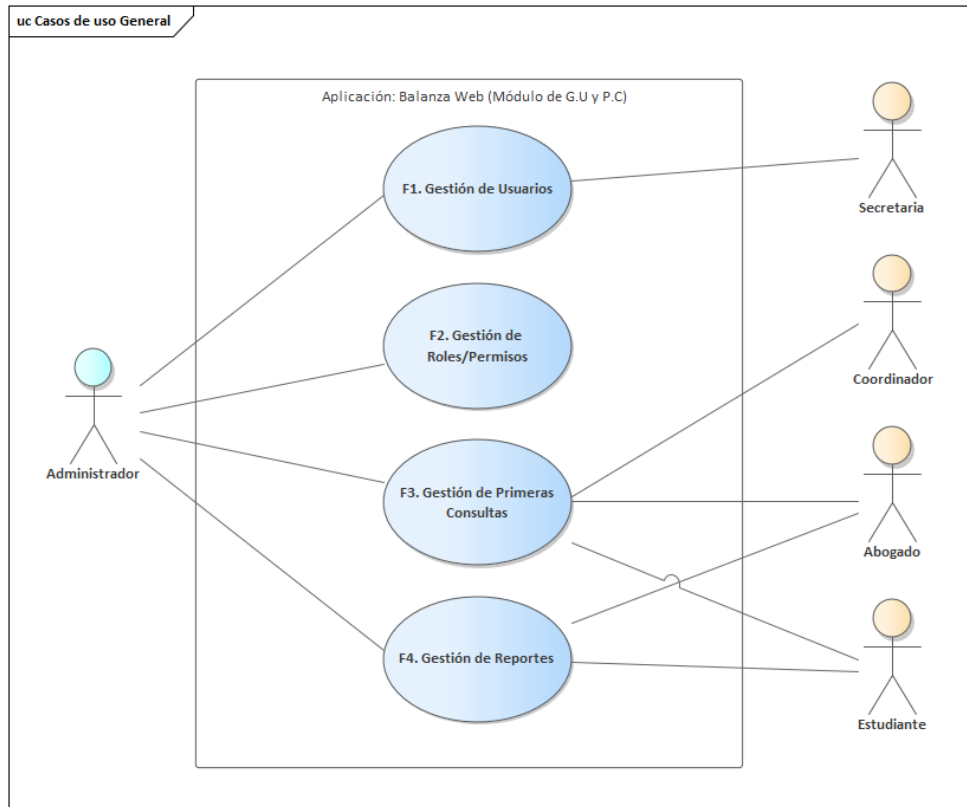 uc Casos de uso General
Aplicación: Balanza Web (Módulo de G.U y P.C)
F1. Gestión de Usuarios
Secretaria
F2. Gestión de
Roles/Permisos
Coordinador
Administrador
F3. Gestión de Primeras
Consultas
Abogado
F4. Gestión de Reportes
Estudiante